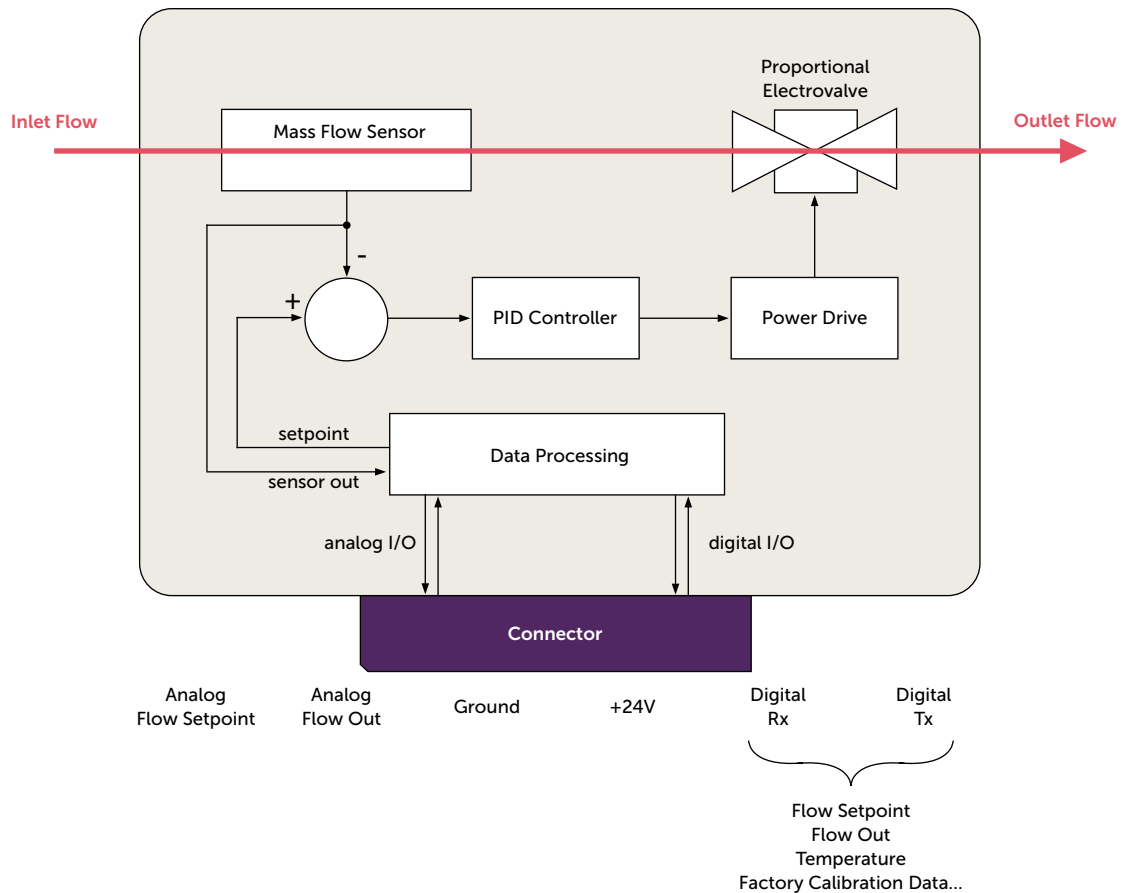 Proportional
Electrovalve
Inlet Flow
Mass Flow Sensor
Outlet Flow
-
+
PID Controller
Power Drive
setpoint
Data Processing
sensor out
analog I/O
digital I/O
Connector
Analog
Flow Setpoint
Analog
Flow Out
Ground
+24V
Digital
Rx
Digital
Tx
Flow Setpoint
Flow Out
Temperature
Factory Calibration Data...